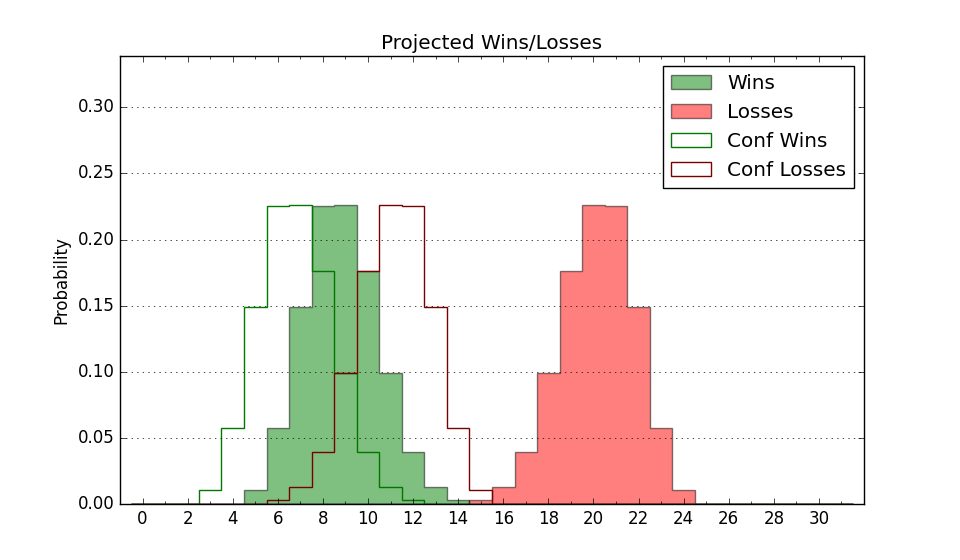 Projected Wins/Losses
Wins
Losses
Conf Wins
Conf Losses
Probability
0.30
0.25
0.20
0.15
0.10
0.05
0.00
0 2 4 6 8 10 12 14 16 18 20 22 24 26 28 30